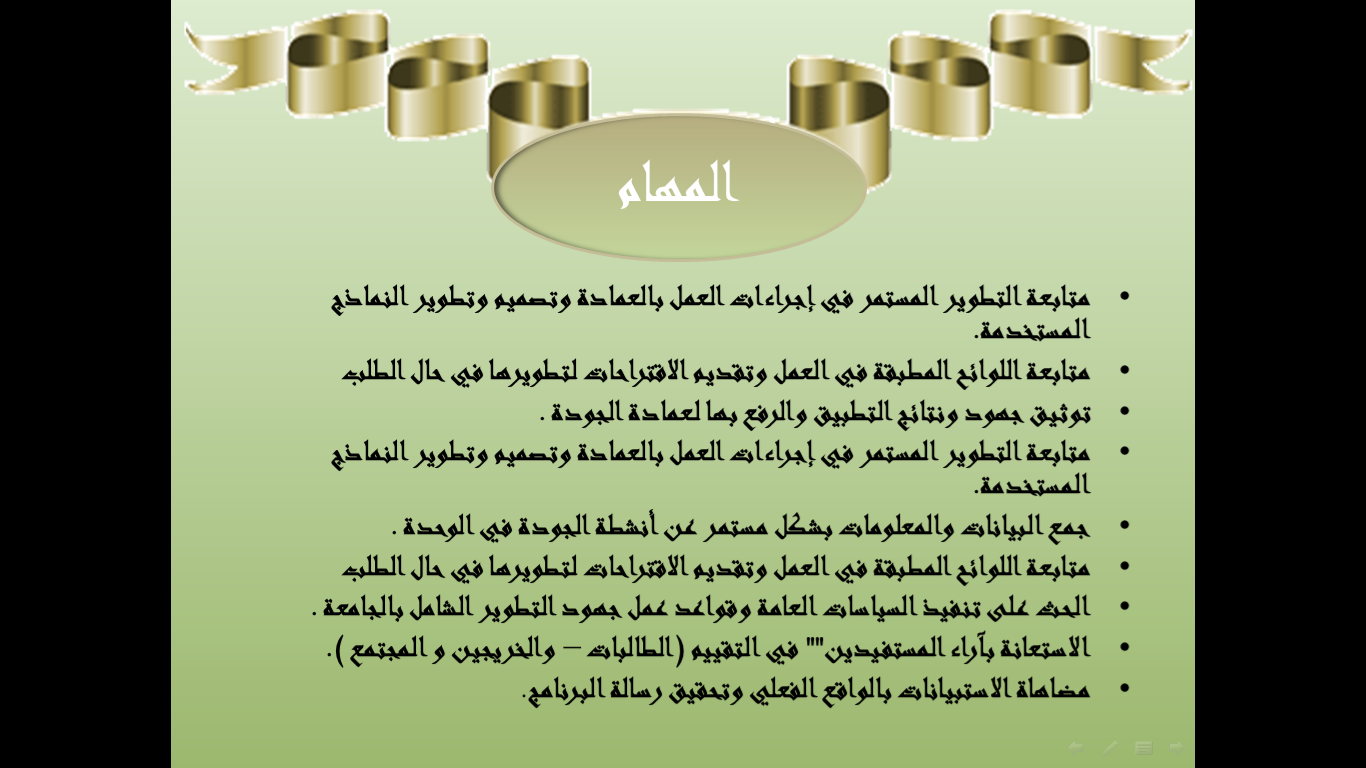 المهام
• متابعة التطوير المستمر في إجراءات العمل بالعمادة وتصميم وتطوير النماذج
المستخدمة.
• متابعة اللوائح المطبقة في العمل وتقديم الاقتراحات لتطويرها في حال الطلب
• توثيق جهود ونتائج التطبيق والرفع بها لعمادة الجودة .
• متابعة التطوير المستمر في إجراءات العمل بالعمادة وتصميم وتطوير النماذج
المستخدمة.
• جمع البيانات والمعلومات بشكل مستمر عن أنشطة الجودة في الوحدة .
• متابعة اللوائح المطبقة في العمل وتقديم الاقتراحات لتطويرها في حال الطلب
• الحث على تنفيذ السياسات العامة وقواعد عمل جهود التطوير الشامل بالجامعة .
• الاستعانة بآراء المستفيدين"" في التقييم (الطالبات – والخريجين و المجتمع ).
• مضاهاة الاستبيانات بالواقع الفعلي وتحقيق رسالة البرنامج.